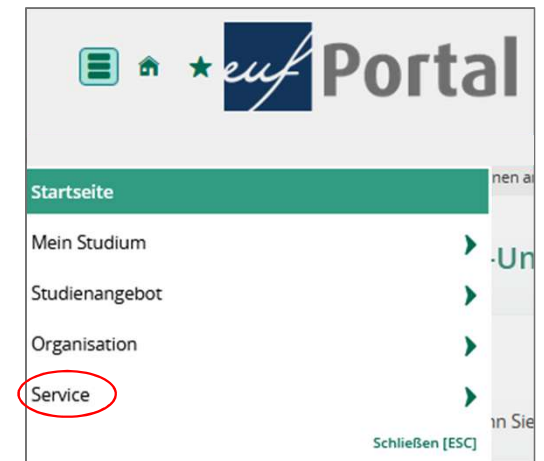 euf Portal
Startseite
nen a
Mein Studium
-Un
Studienangebot
Organisation
Service
nn Sie
Schließen [ESC]